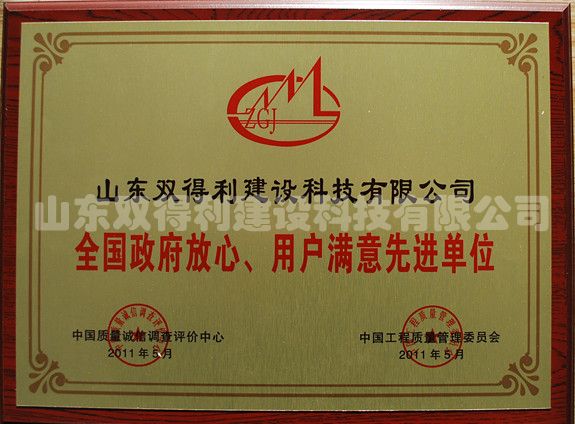 ZGJ
山东双得利建设科技有限公司
山东双得利建设科技有限公司
全国政府放心、用户满意先进单位
中国质量诚信调查评价中心
2011年5月
中国工程质量管理委员会
2011年5月